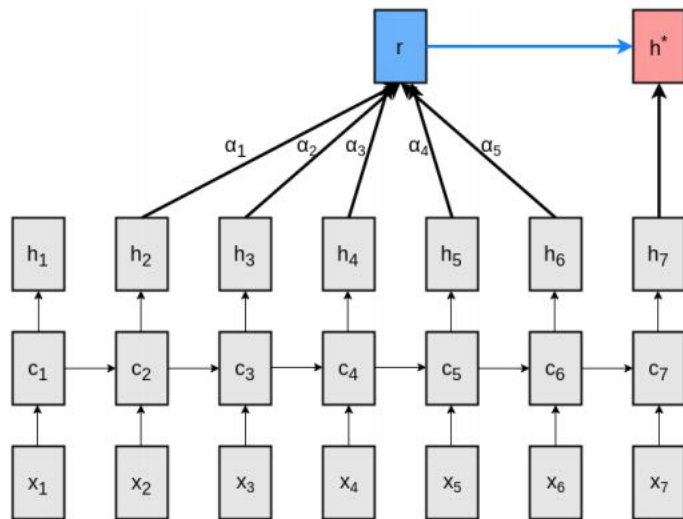 r h*
α1 α2 α3 α4 α5
h1 h2 h3 h4 h5 h6 h7
c1 c2 c3 c4 c5 c6 c7
x1 x2 x3 x4 x5 x6 x7